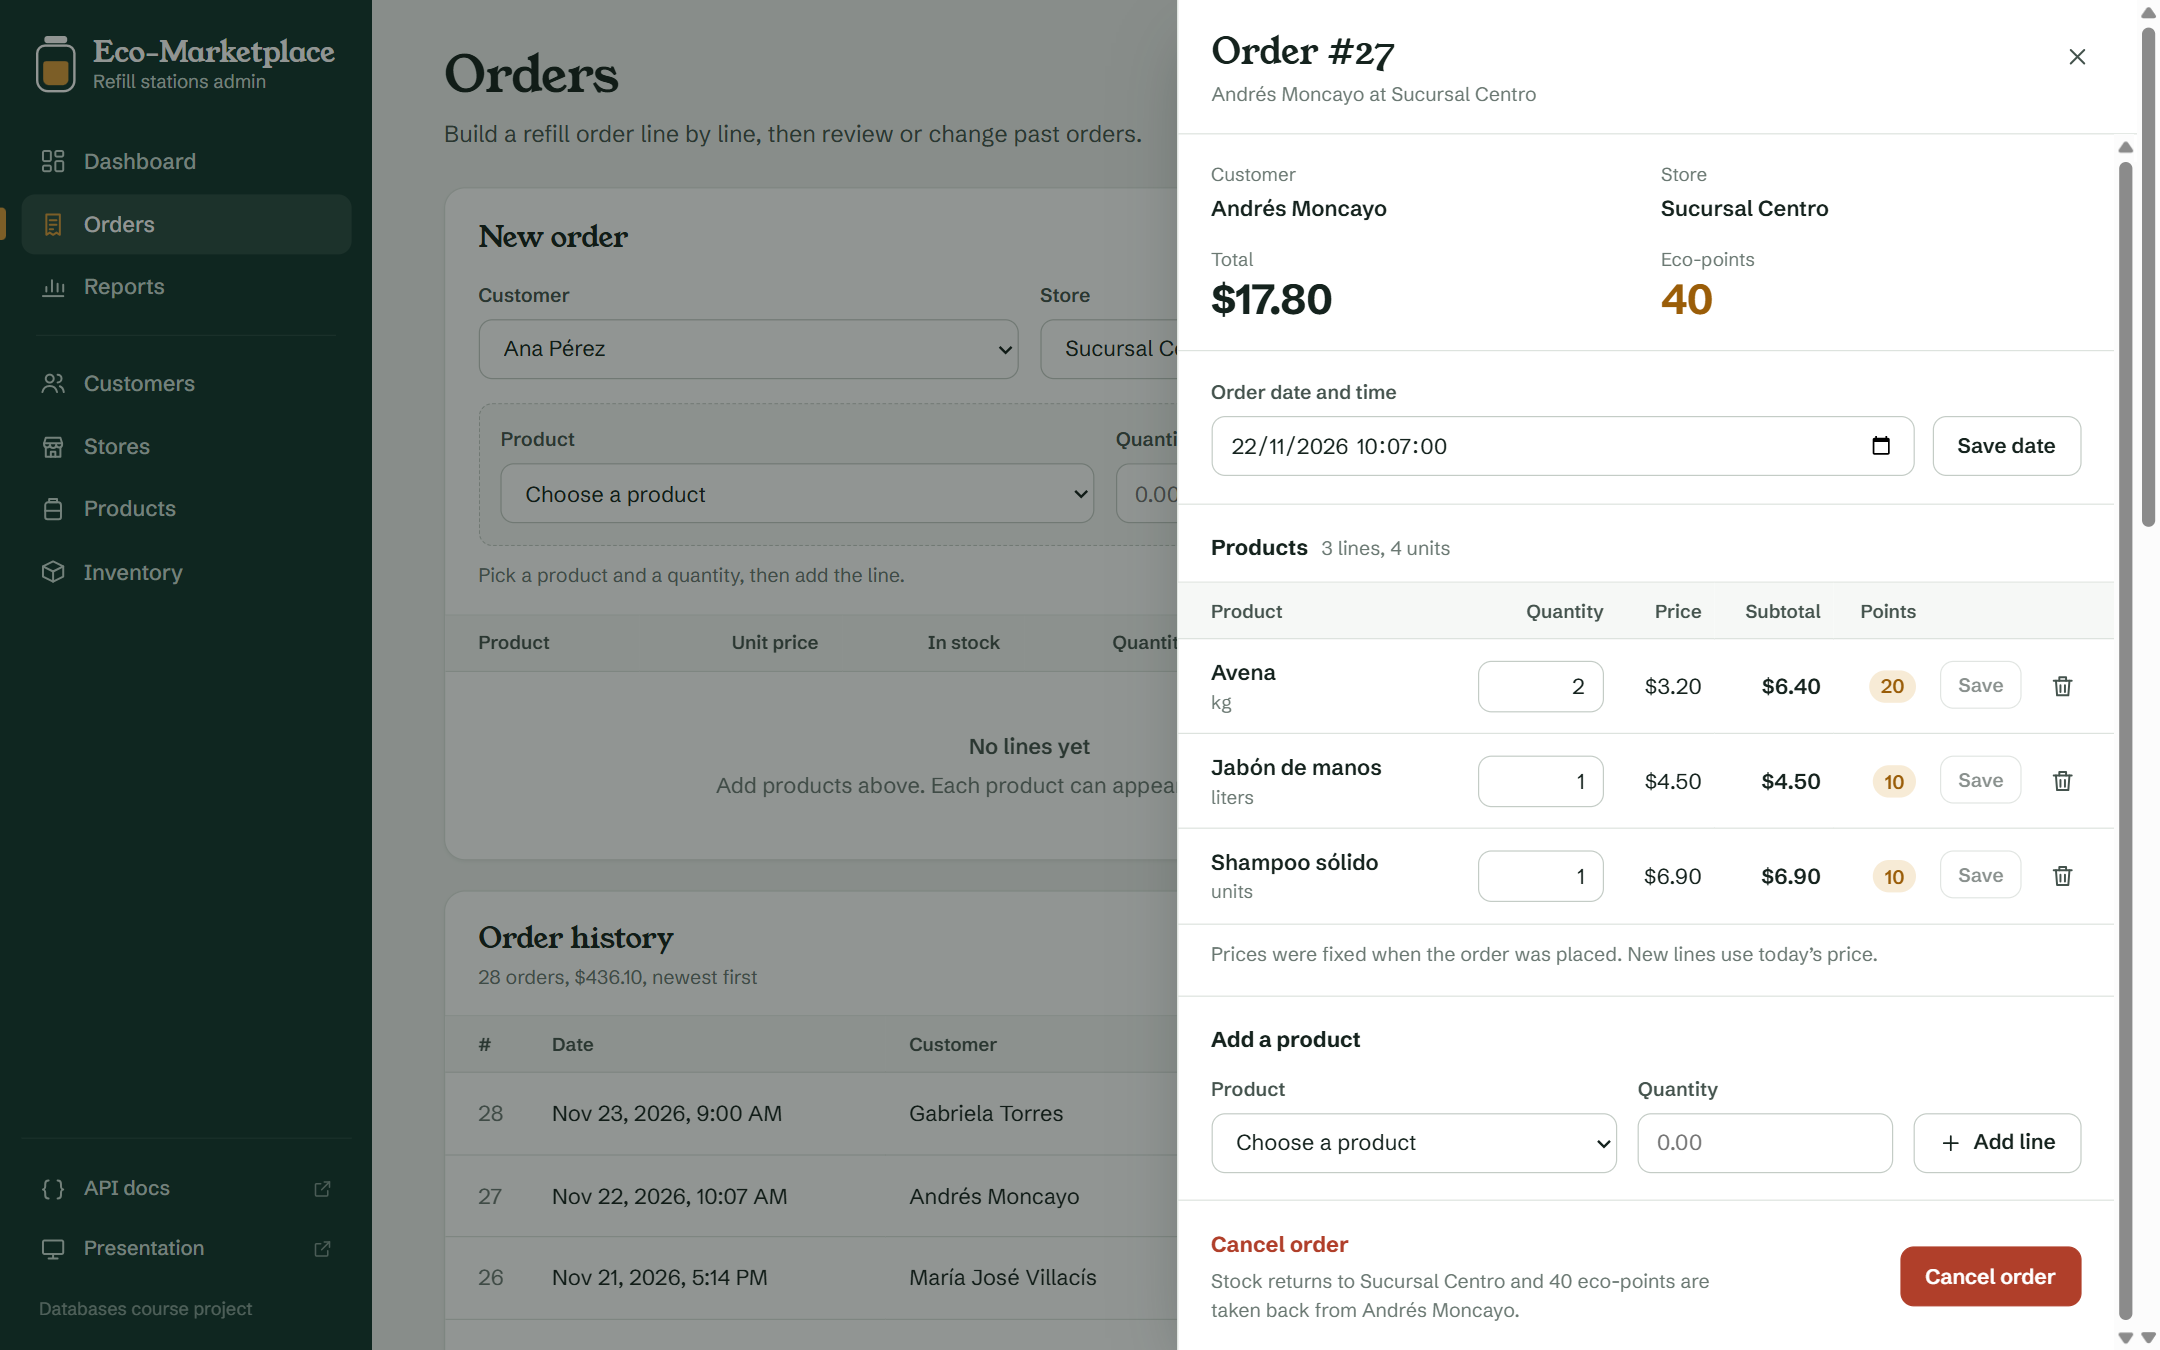 Eco-Marketplace
Refill stations admin
Dashboard
Orders
Reports
Customers
Stores
Products
Inventory
API docs
Presentation
Databases course project
Orders
Build a refill order line by line, then review or change past orders.
New order
Customer
Store
Ana Pérez
Sucursal
Product
Choose a product
0.00
Pick a product and a quantity, then add the line.
Product
Unit price
In stock
No lines yet
Add products above. Each product can
Order history
28 orders, $436.10, newest first
# Date Customer
28 Nov 23, 2026, 9:00 AM Gabriela Torres
27 Nov 22, 2026, 10:07 AM Andrés Moncayo
26 Nov 21, 2026, 5:14 PM María José Villacís
Order #27
Andrés Moncayo at Sucursal Centro
Customer
Andrés Moncayo
Store
Sucursal Centro
Total
$17.80
Eco-points
40
Order date and time
22/11/2026 10:07:00
Save date
Products 3 lines, 4 units
Product Quantity Price Subtotal Points
Avena 2 $3.20 $6.40 20 Save
kg
Jabón de manos 1 $4.50 $4.50 10 Save
liters
Shampoo sólido 1 $6.90 $6.90 10 Save
units
Prices were fixed when the order was placed. New lines use today’s price.
Add a product
Product
Quantity
Choose a product
0.00
+ Add line
Cancel order
Stock returns to Sucursal Centro and 40 eco-points are
taken back from Andrés Moncayo.
Cancel order